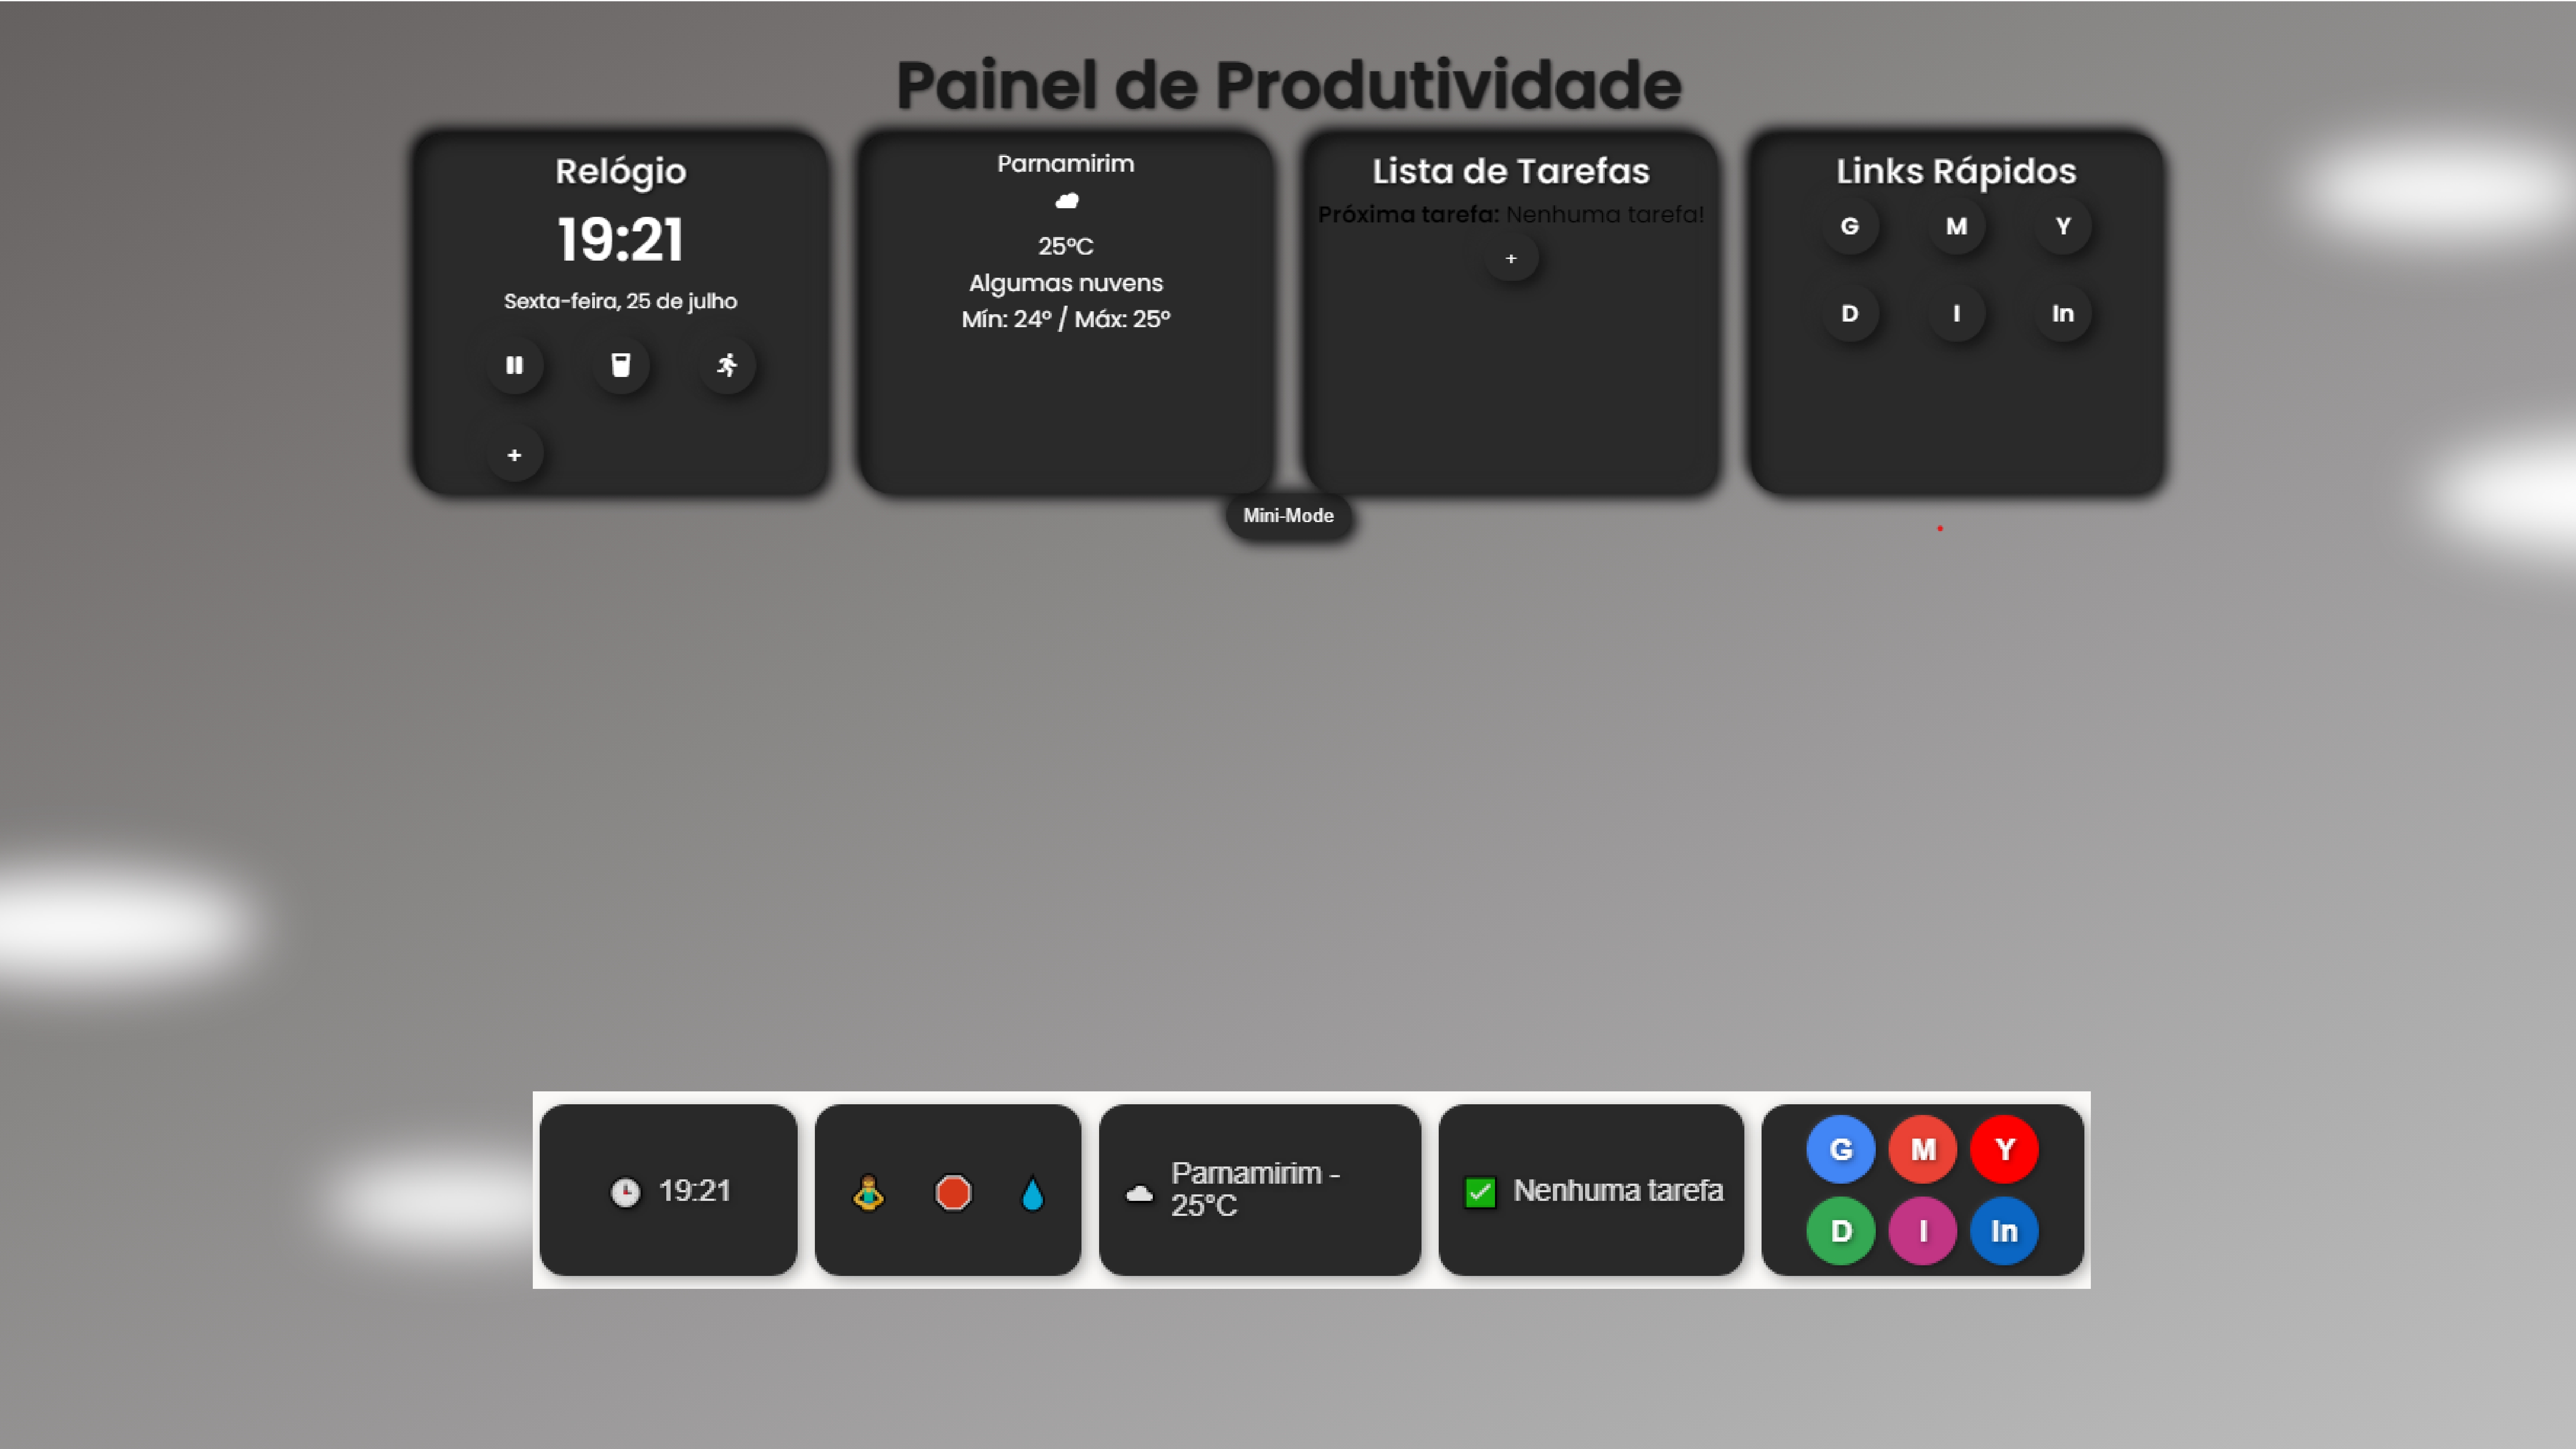 Painel de Produtividade
Relógio
19:21
Sexta-feira, 25 de julho
+
Parnamirim
25°C
Algumas nuvens
Mín: 24° / Máx: 25°
Lista de Tarefas
Próxima tarefa: Nenhuma tarefa!
+
Links Rápidos
G M Y
D I In
Mini-Mode
19:21
Parnamirim -
25°C
Nenhuma tarefa
G M Y
D I In